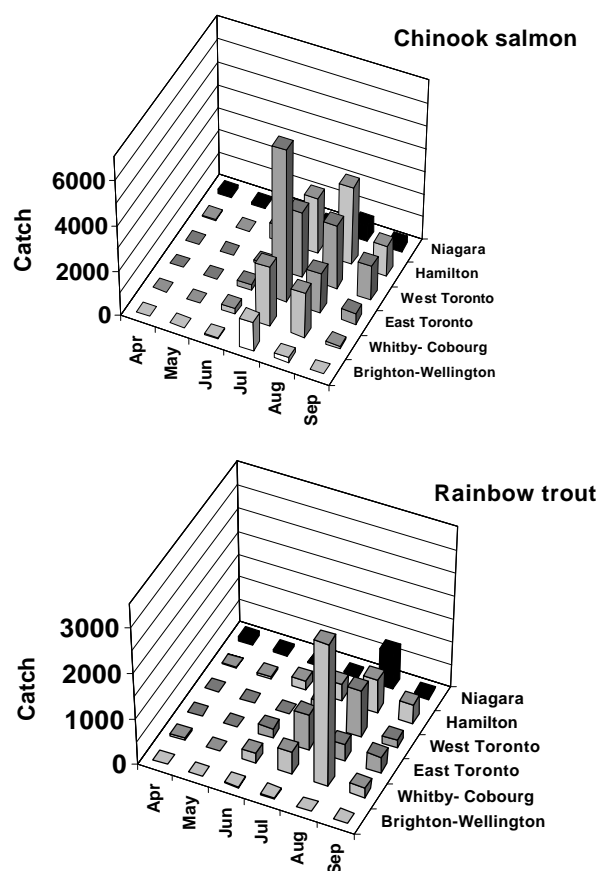 Chinook salmon
6000
4000
2000
0
Catch
Apr
May
Jun
Jul
Aug
Sep
Niagara
Hamilton
West Toronto
East Toronto
Whitby- Cobourg
Brighton-Wellington
Rainbow trout
3000
2000
1000
0
Catch
Apr
May
Jun
Jul
Aug
Sep
Niagara
Hamilton
West Toronto
East Toronto
Whitby- Cobourg
Brighton-Wellington